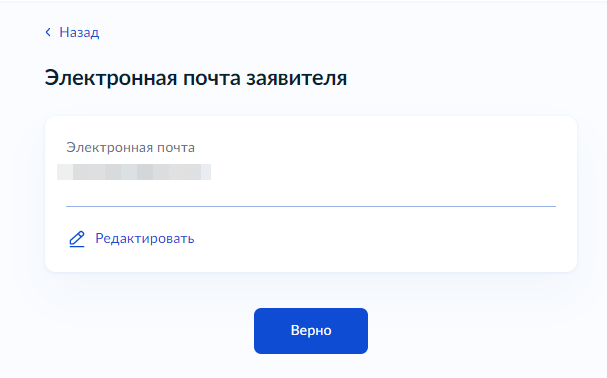 Назад
Электронная почта заявителя
Электронная почта
Редактировать
Верно